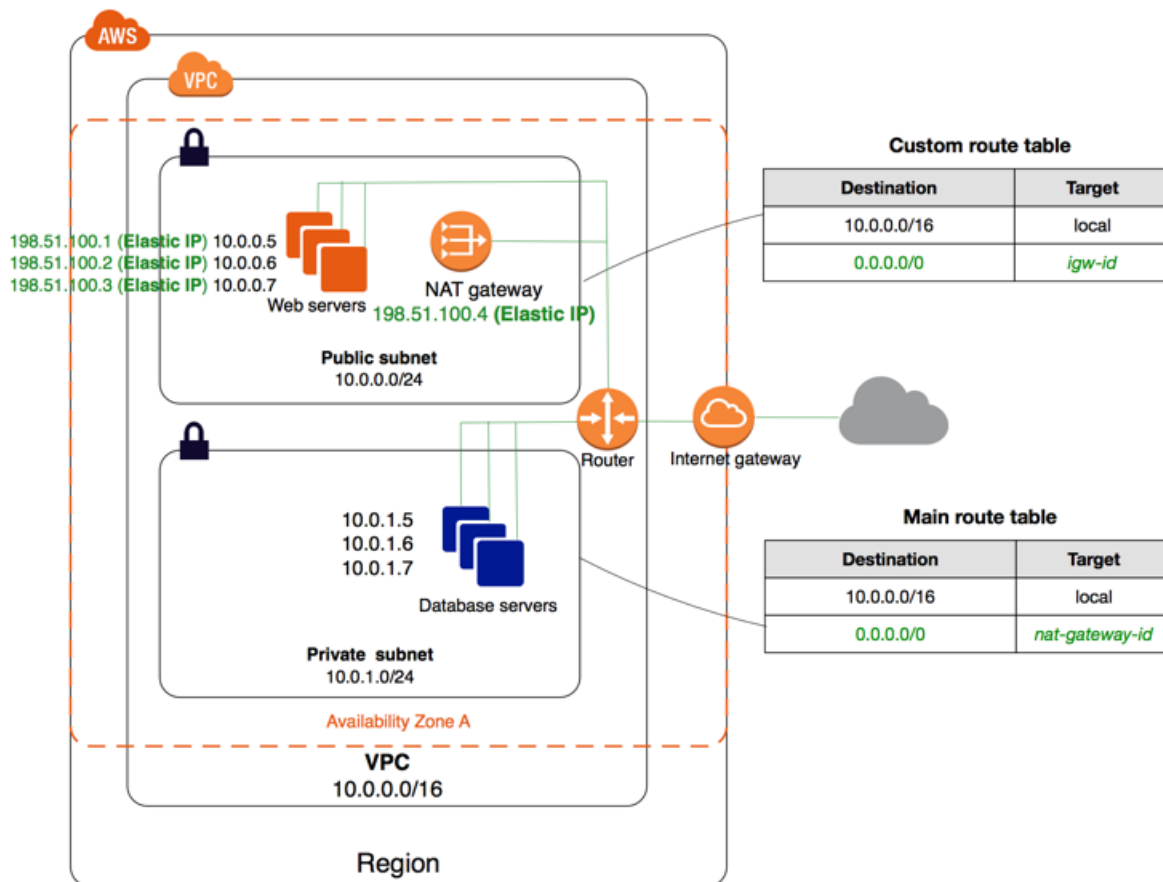 AWS
VPC
198.51.100.1 (Elastic IP) 10.0.0.5
198.51.100.2 (Elastic IP) 10.0.0.6
198.51.100.3 (Elastic IP) 10.0.0.7
Web servers
NAT gateway
198.51.100.4 (Elastic IP)
Public subnet
10.0.0.0/24
Custom route table
Destination Target
10.0.0.0/16 local
0.0.0.0/0 igw-id
Router
Internet gateway
10.0.1.5
10.0.1.6
10.0.1.7
Database servers
Private subnet
10.0.1.0/24
Main route table
Destination Target
10.0.0.0/16 local
0.0.0.0/0 nat-gateway-id
Availability Zone A
VPC
10.0.0.0/16
Region